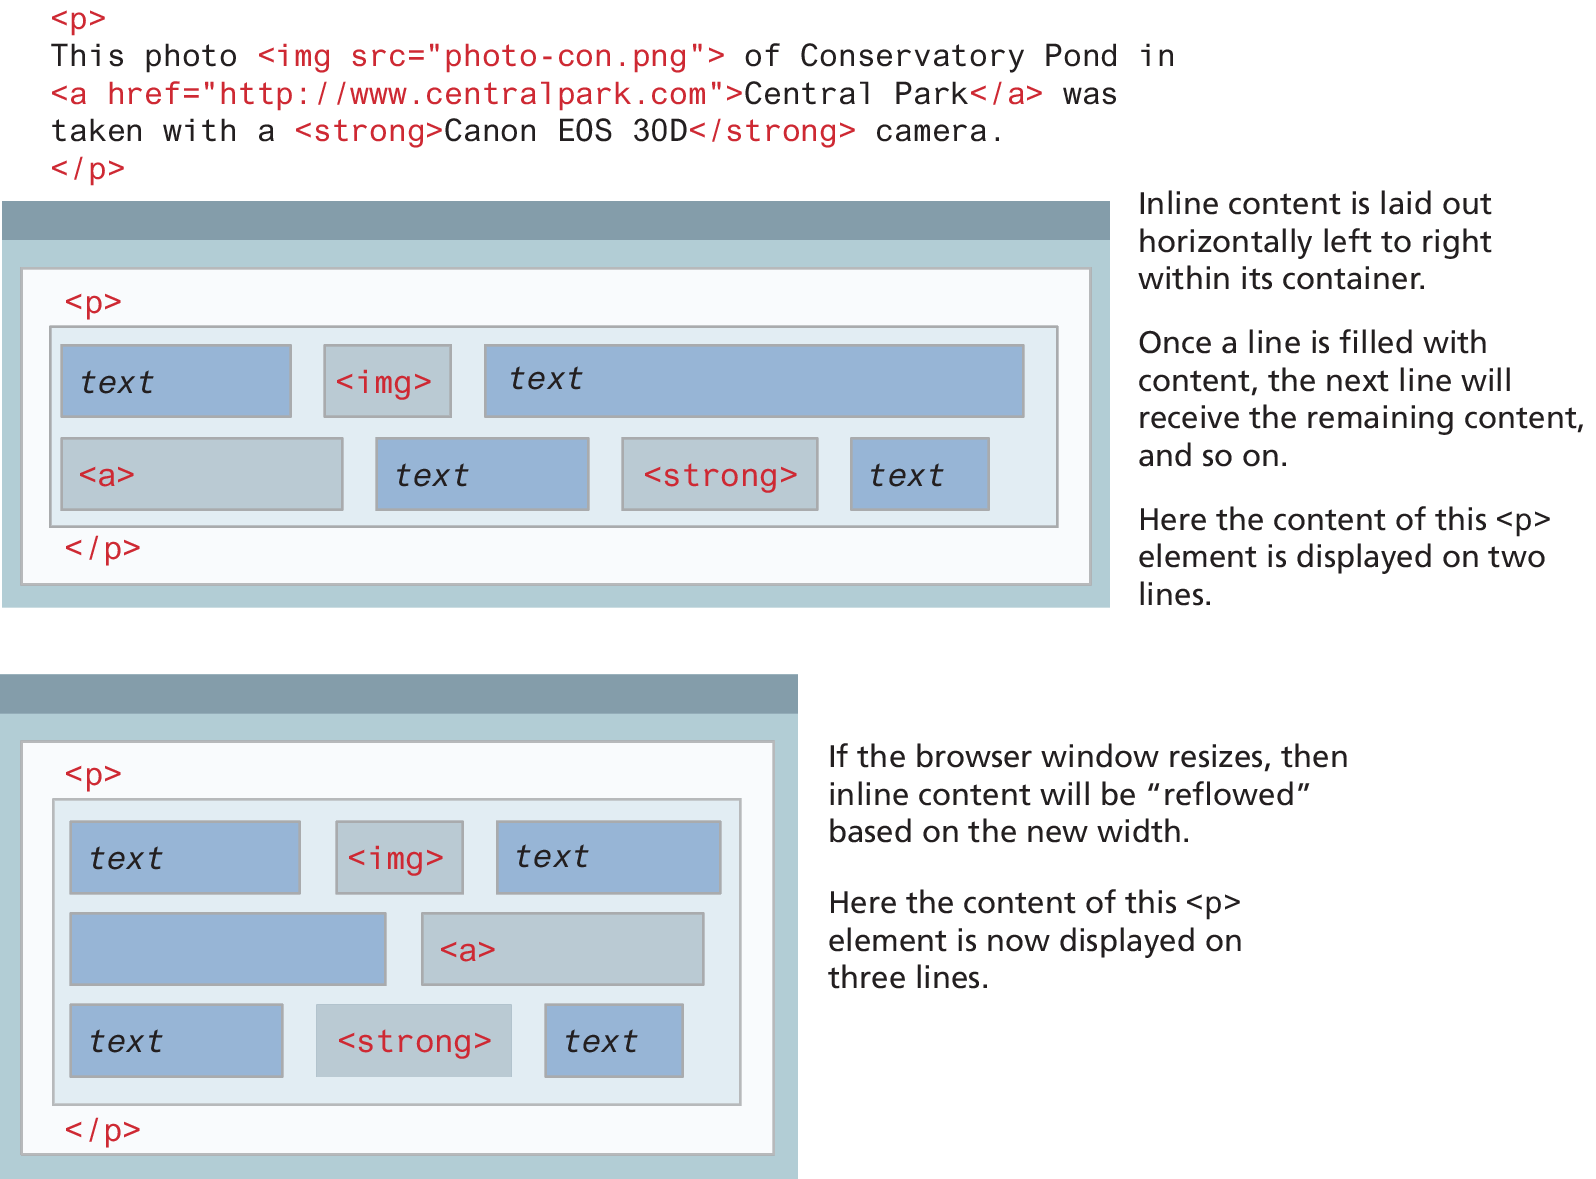 <p>
This photo <img src="photo-con.png"> of Conservatory Pond in
<a href="http://www.centralpark.com">Central Park</a> was
taken with a <strong>Canon EOS 30D</strong> camera.
</p>
<p>
text <img> text
<a> text <strong> text
</p>
Inline content is laid out
horizontally left to right
within its container.
Once a line is filled with
content, the next line will
receive the remaining content,
and so on.
Here the content of this <p>
element is displayed on two
lines.
<p>
text <img> text
<a>
text <strong> text
</p>
If the browser window resizes, then
inline content will be “reflowed”
based on the new width.
Here the content of this <p>
element is now displayed on
three lines.